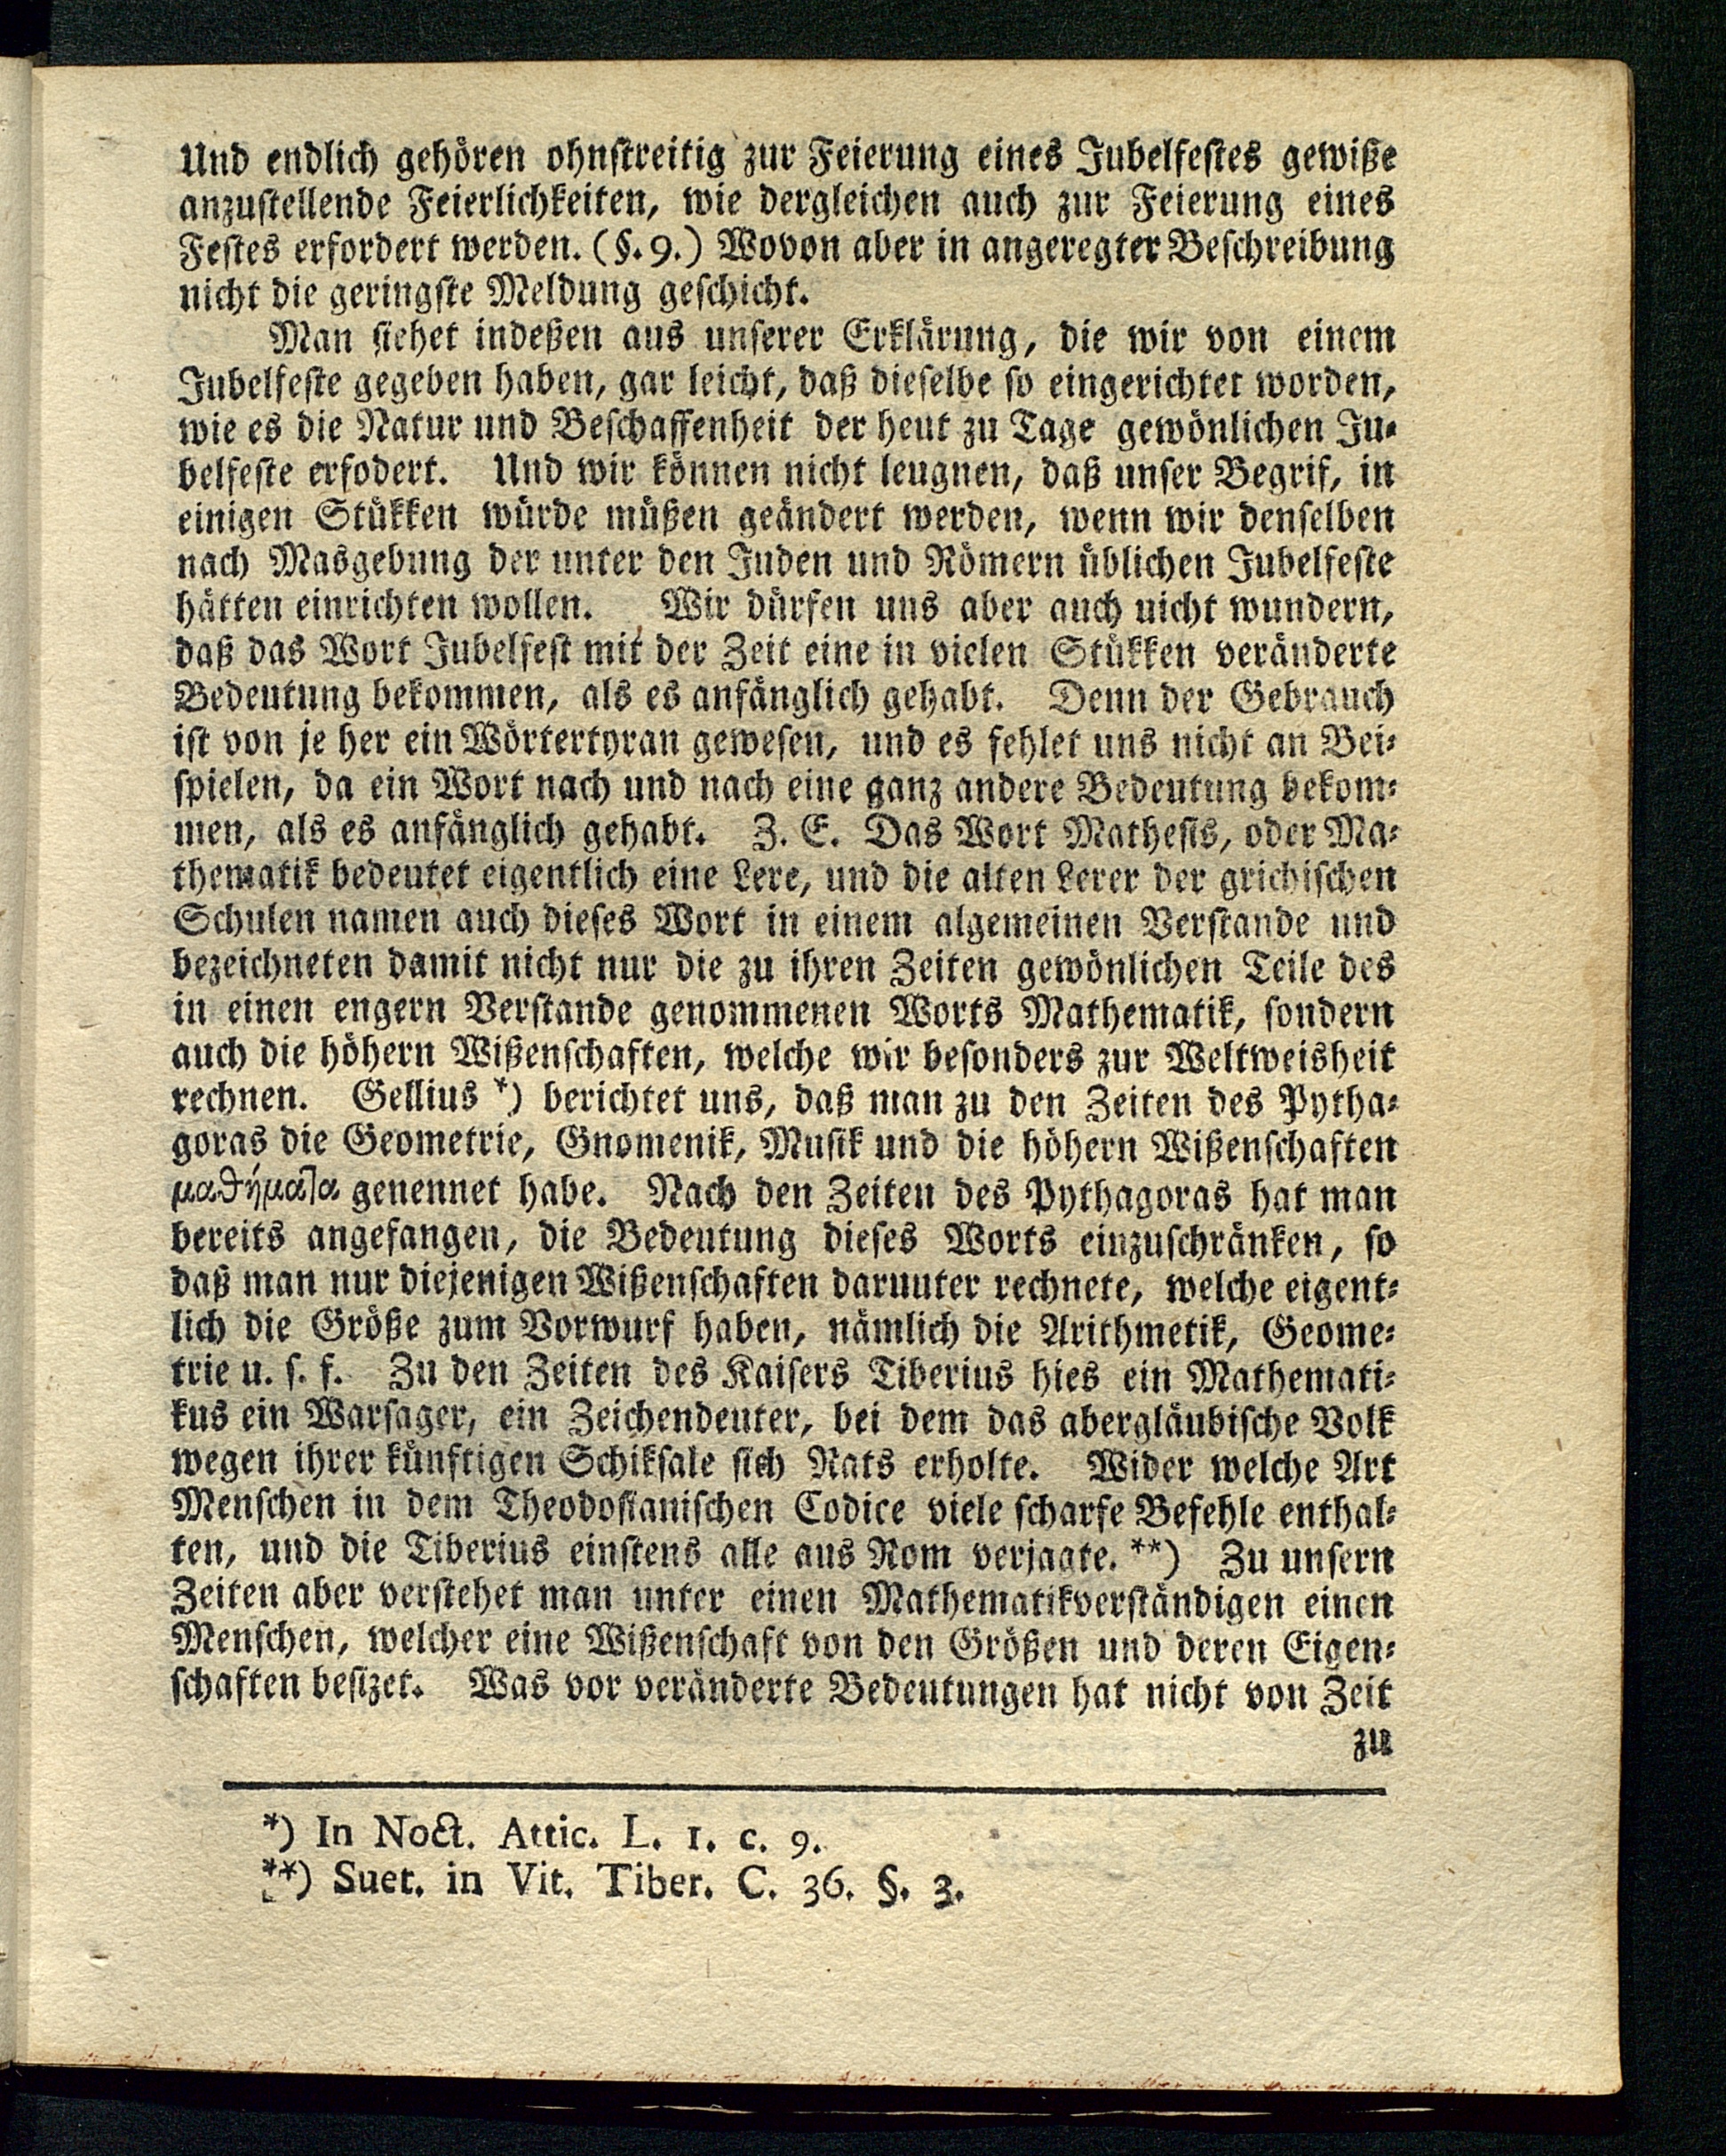 Und endlich gehören ohnstreitig zur Feierung eines Jubelfestes gewiße
anzustellende Feierlichkeiten, wie dergleichen auch zur Feierung eines
Festes erfordert werden. (§. 9.) Wovon aber in angeregter Beschreibung
nicht die geringste Meldung geschicht.
Man siehet indeßen aus unserer Erklärung, die wir von einem
Jubelfeste gegeben haben, gar leicht, daß dieselbe so eingerichtet worden,
wie es die Natur und Beschaffenheit der heut zu Tage gewönlichen Ju-
belfeste erfodert. Und wir können nicht leugnen, daß unser Begrif, in
einigen Stükken würde müßen geändert werden, wenn wir denselben
nach Masgebung der unter den Juden und Römern üblichen Jubelfeste
hätten einrichten wollen. Wir dürfen uns aber auch nicht wundern,
daß das Wort Jubelfest mit der Zeit eine in vielen Stükken veränderte
Bedeutung bekommen, als es anfänglich gehabt. Denn der Gebrauch
ist von je her ein Wörtertyran gewesen, und es fehlet uns nicht an Bei-
spielen, da ein Wort nach und nach eine ganz andere Bedeutung bekom-
men, als es anfänglich gehabt. Z. E. Das Wort Mathesis, oder Ma-
thematik bedeutet eigentlich eine Lere, und die alten Lerer der grichischen
Schulen namen auch dieses Wort in einem algemeinen Verstande und
bezeichneten damit nicht nur die zu ihren Zeiten gewönlichen Teile des
in einen engern Verstande genommenen Worts Mathematik, sondern
auch die höhern Wißenschaften, welche wir besonders zur Weltweisheit
rechnen. Gellius *) berichtet uns, daß man zu den Zeiten des Pytha-
goras die Geometrie, Gnomenik, Musik und die höhern Wißenschaften
μαθήματα genennet habe. Nach den Zeiten des Pythagoras hat man
bereits angefangen, die Bedeutung dieses Worts einzuschränken, so
daß man nur diejenigen Wißenschaften daruuter rechnete, welche eigent-
lich die Größe zum Vorwurf haben, nämlich die Arithmetik, Geome-
trie u. s. f. Zu den Zeiten des Kaisers Tiberius hies ein Mathemati-
kus ein Warsager, ein Zeichendeuter, bei dem das abergläubische Volk
wegen ihrer künftigen Schiksale sich Rats erholte. Wider welche Art
Menschen in dem Theodosianischen Codice viele scharfe Befehle enthal-
ten, und die Tiberius einstens alle aus Rom verjagte. **) Zu unsern
Zeiten aber verstehet man unter einen Mathematikverständigen einen
Menschen, welcher eine Wißenschaft von den Größen und deren Eigen-
schaften besizet. Was vor veränderte Bedeutungen hat nicht von Zeit
zu
*) In Noct. Attic. L. 1. c. 9.
**) Suet. in Vit. Tiber. C. 36. §. 3.